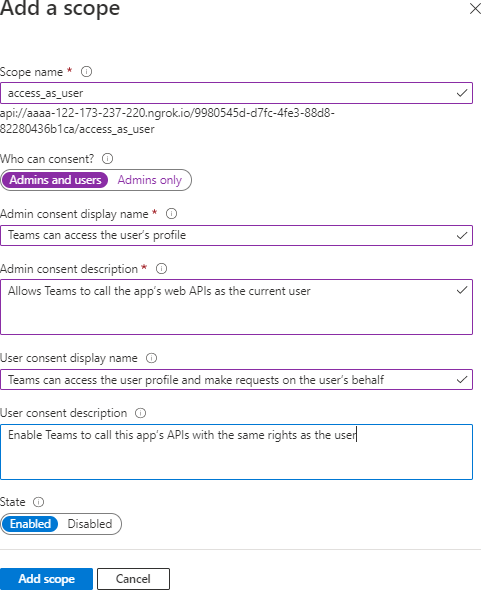 Add a scope
Scope name *
access_as_user
api://aaaa-122-173-237-220.ngrok.io/9980545d-d7fc-4fe3-88d8-
82280436b1ca/access_as_user
Who can consent?
Admins and users Admins only
Admin consent display name *
Teams can access the user's profile
Admin consent description *
Allows Teams to call the app's web APIs as the current user
User consent display name
Teams can access the user profile and make requests on the user's behalf
User consent description
Enable Teams to call this app's APIs with the same rights as the user
State
Enabled Disabled
Add scope Cancel